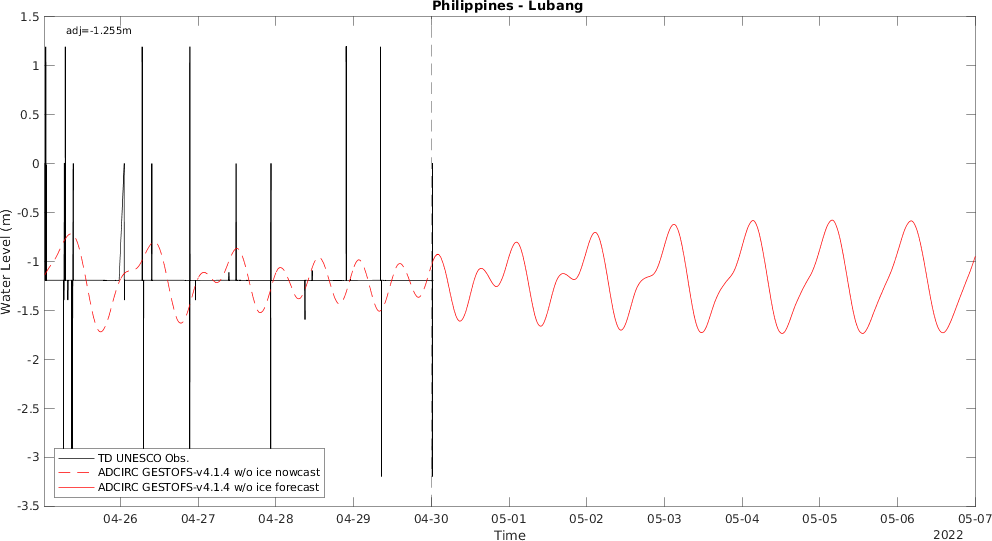 Philippines - Lubang
adj=-1.255m
1.5
1
0.5
0
-0.5
-1
-1.5
-2
-2.5
-3
-3.5
Water Level (m)
TD UNESCO Obs.
ADCIRC GESTOFS-v4.1.4 w/o ice nowcast
ADCIRC GESTOFS-v4.1.4 w/o ice forecast
04-26 04-27 04-28 04-29 04-30 05-01 05-02 05-03 05-04 05-05 05-06 05-07
Time
2022